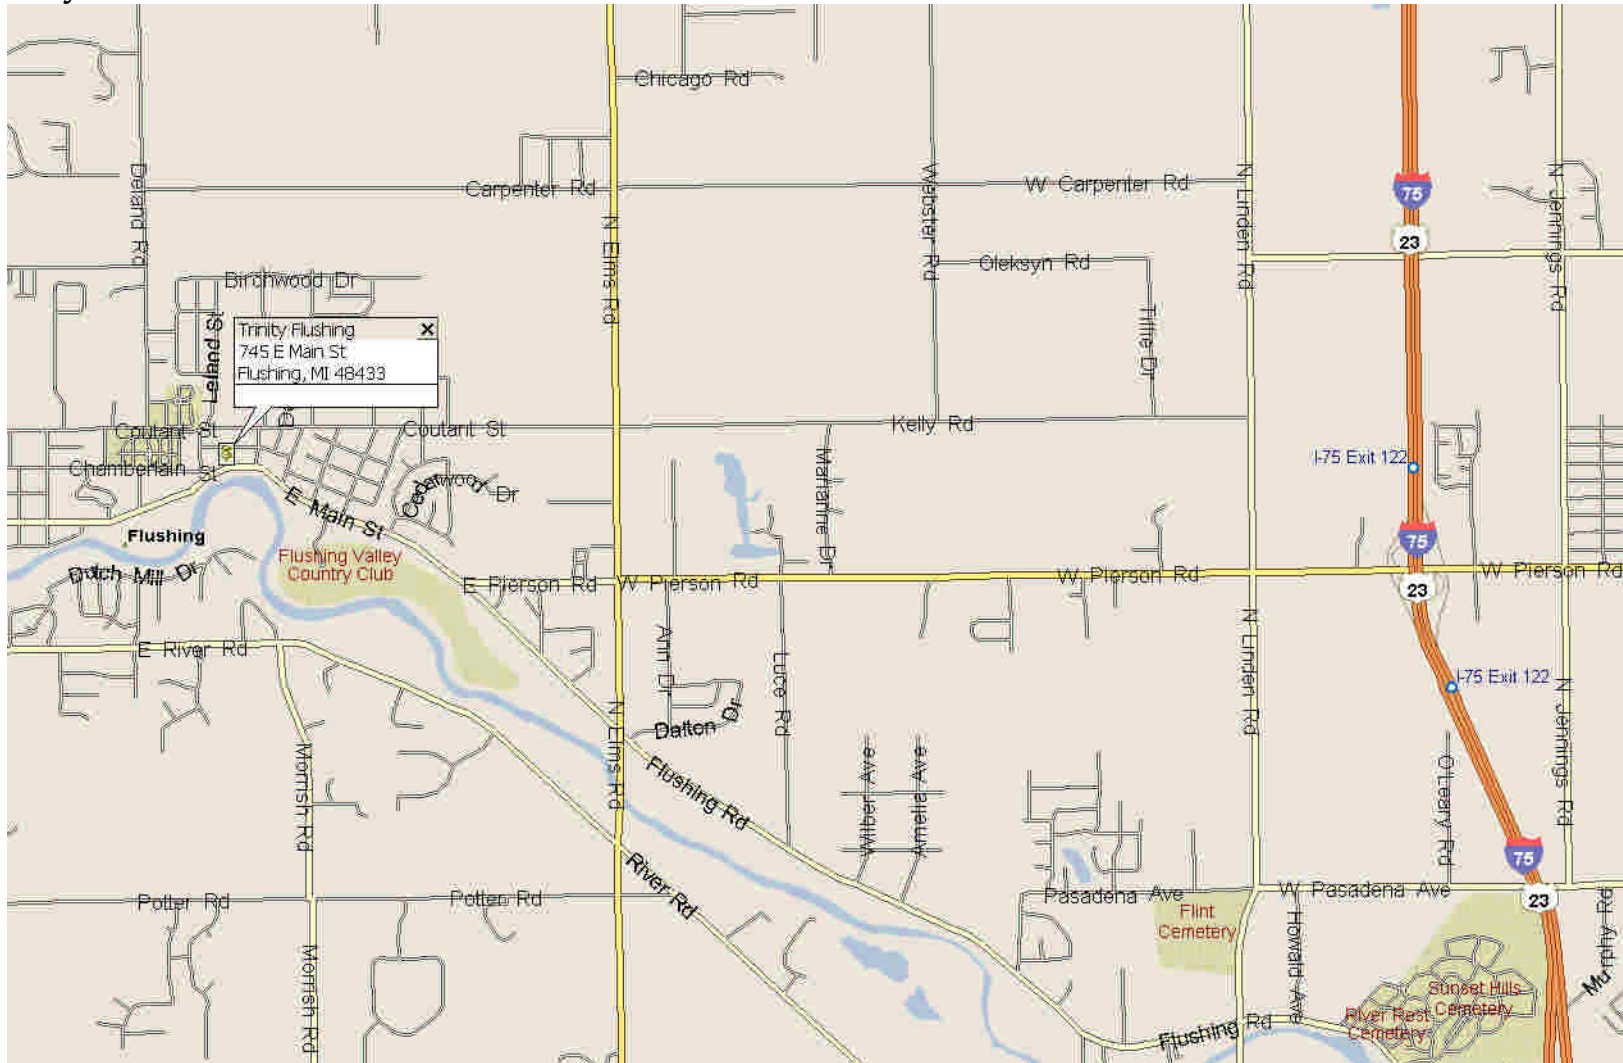 Chicago Rd
Deland Rd
Carpenter Rd
N Elms Rd
Webster Rd
W Carpenter Rd
N Linden Rd
75
23
N Jennings Rd
Birchwood Dr
Oleksyn Rd
Tillie Dr
Leland St
Trinity Flushing
745 E Main St
Flushing, MI 48433
Coutant St
Coutant St
Kelly Rd
Chamberlain St
E Main St
Cedarwood Dr
Marianne Dr
I-75 Exit 122
Flushing
Flushing Valley
Country Club
Dutch Mill Dr
E Pierson Rd
W Pierson Rd
W Pierson Rd
75
23
W Pierson Rd
E River Rd
Ann Dr
Luce Rd
N Linden Rd
I-75 Exit 122
N Jennings Rd
Dalton Dr
N Elms Rd
Morrish Rd
Flushing Rd
Wilber Ave
Amelia Ave
O'Leary Rd
75
23
River Rd
Potter Rd
Potter Rd
Pasadena Ave
W Pasadena Ave
Flint
Cemetery
Howald Ave
Murphy Rd
Morrish Rd
Sunset Hills
Cemetery
River Rest
Cemetery
Flushing Rd